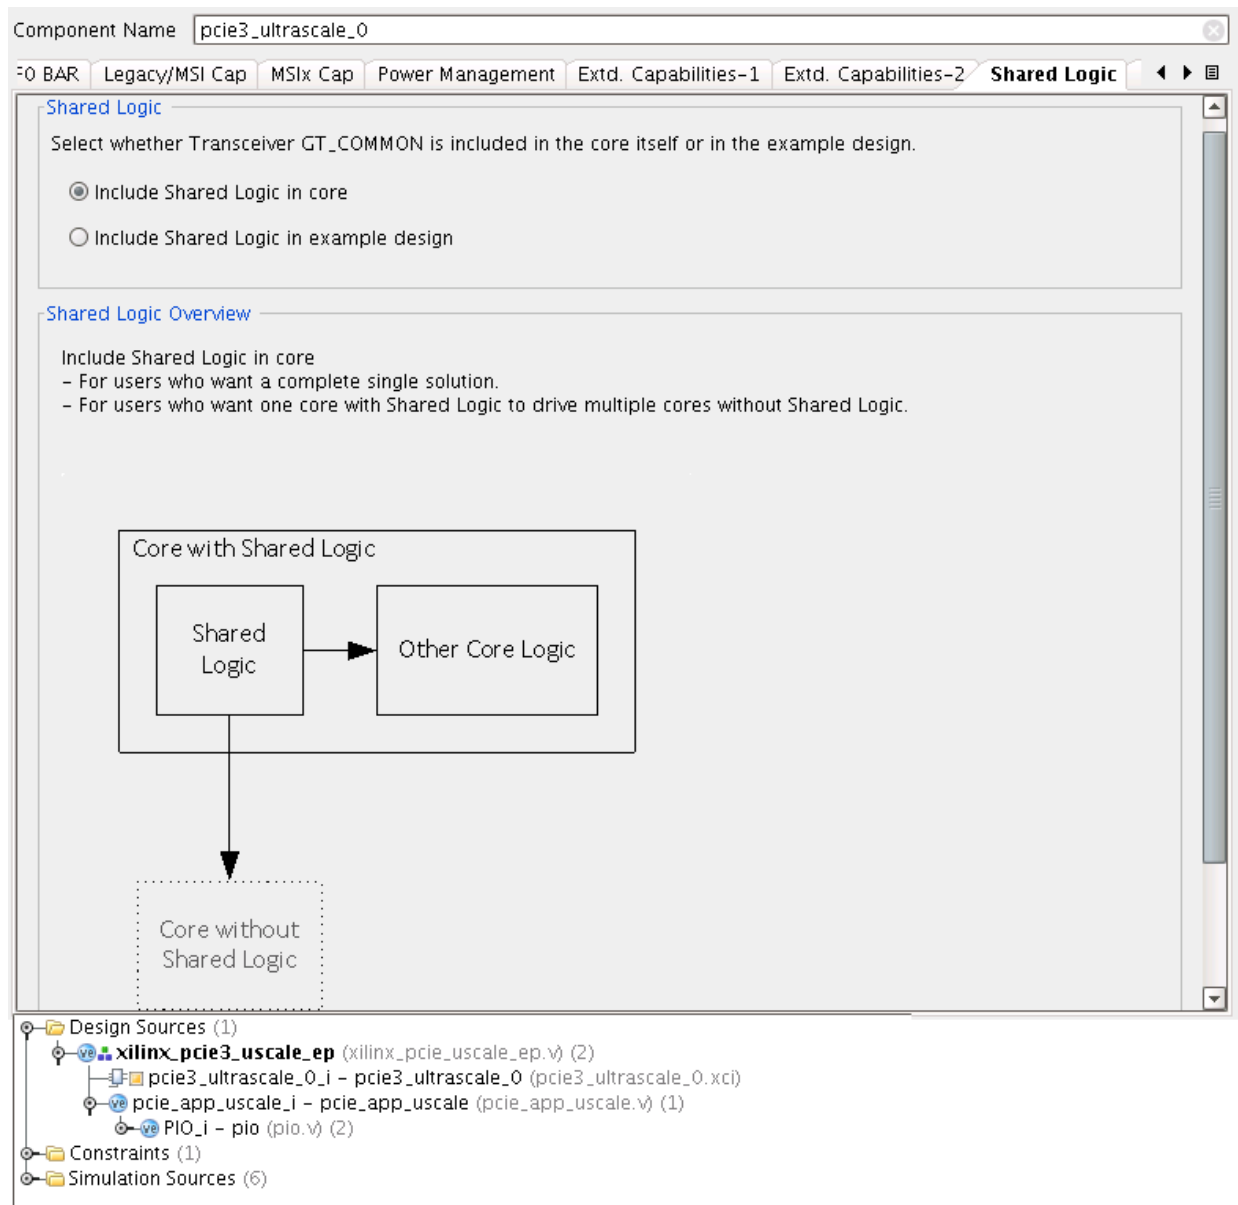 Component Name pcie3_ultrascale_0
F0 BAR Legacy/MSI Cap MSIx Cap Power Management Extd. Capabilities-1 Extd. Capabilities-2 Shared Logic
Shared Logic
Select whether Transceiver GT_COMMON is included in the core itself or in the example design.
Include Shared Logic in core
Include Shared Logic in example design
Shared Logic Overview
Include Shared Logic in core
- For users who want a complete single solution.
- For users who want one core with Shared Logic to drive multiple cores without Shared Logic.
Core with Shared Logic
Shared
Logic
Other Core Logic
Core without
Shared Logic
Design Sources (1)
xilinx_pcie3_uscale_ep (xilinx_pcie_uscale_ep.v) (2)
pcie3_ultrascale_0_i - pcie3_ultrascale_0 (pcie3_ultrascale_0.xci)
pcie_app_uscale_i - pcie_app_uscale (pcie_app_uscale.v) (1)
PIO_i - pio (pio.v) (2)
Constraints (1)
Simulation Sources (6)